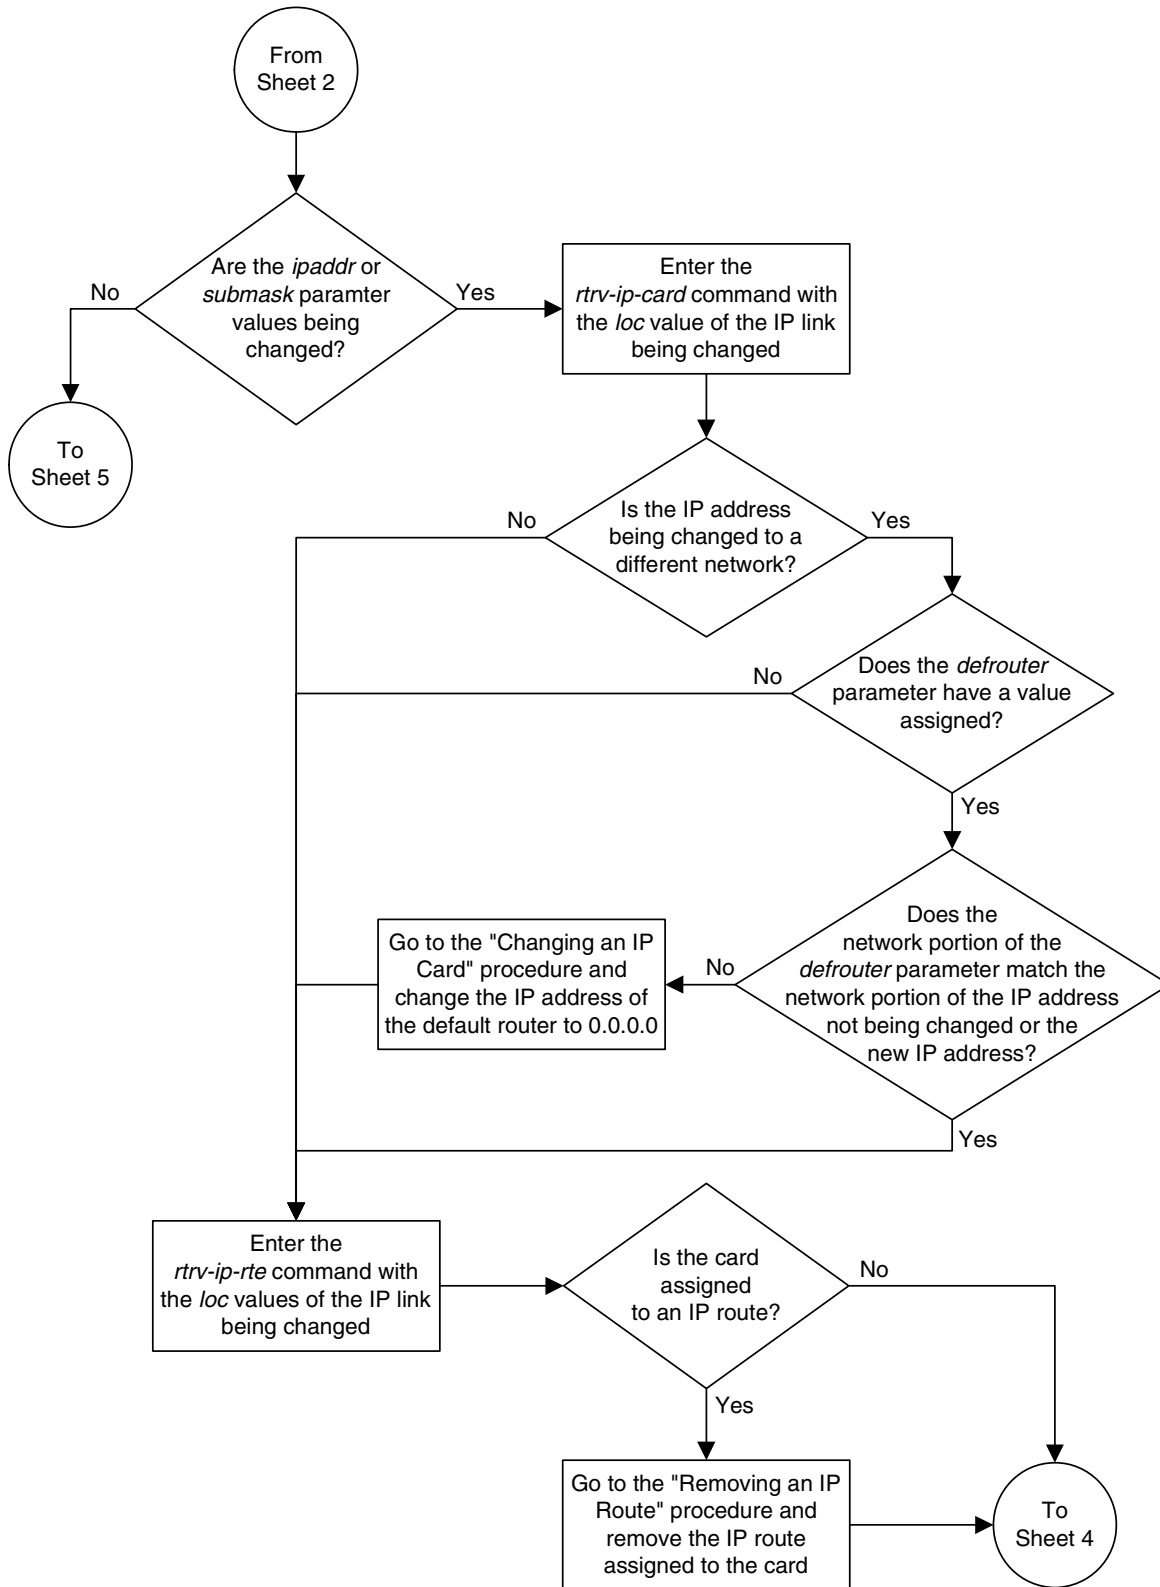 From
Sheet 2
Are the ipaddr or
submask paramter
values being
changed?
No
Yes
Enter the
rtrv-ip-card command with
the loc value of the IP link
being changed
To
Sheet 5
Is the IP address
being changed to a
different network?
No
Yes
Does the defrouter
parameter have a value
assigned?
No
Yes
Does the
network portion of the
defrouter parameter match the
network portion of the IP address
not being changed or the
new IP address?
No
Yes
Go to the "Changing an IP
Card" procedure and
change the IP address of
the default router to 0.0.0.0
Enter the
rtrv-ip-rte command with
the loc values of the IP link
being changed
Is the card
assigned
to an IP route?
No
Yes
Go to the "Removing an IP
Route" procedure and
remove the IP route
assigned to the card
To
Sheet 4